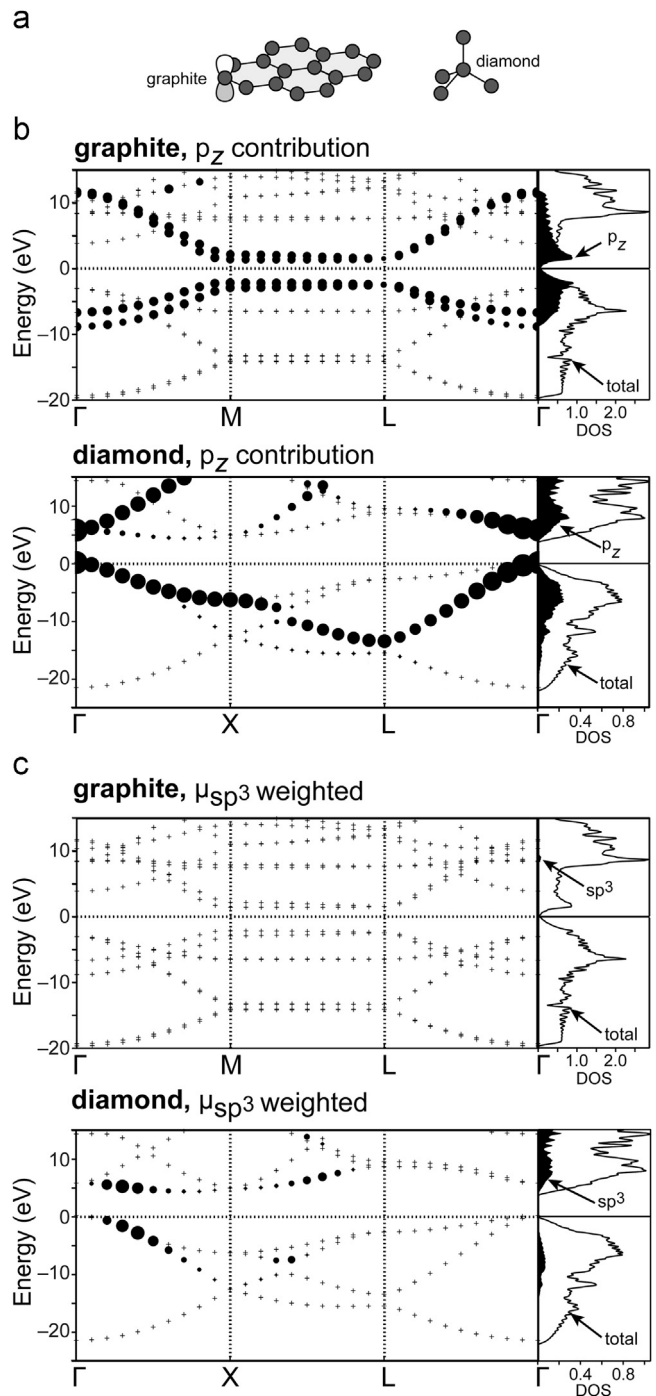 a
graphite
diamond
b
graphite, pz contribution
Energy (eV)
10
0
−10
−20
Γ
M
L
Γ
pz
total
1.0 2.0
DOS
diamond, pz contribution
Energy (eV)
10
0
−10
−20
Γ
X
L
Γ
pz
total
0.4 0.8
DOS
c
graphite, μsp3 weighted
Energy (eV)
10
0
−10
−20
Γ
M
L
Γ
sp3
total
1.0 2.0
DOS
diamond, μsp3 weighted
Energy (eV)
10
0
−10
−20
Γ
X
L
Γ
sp3
total
0.4 0.8
DOS